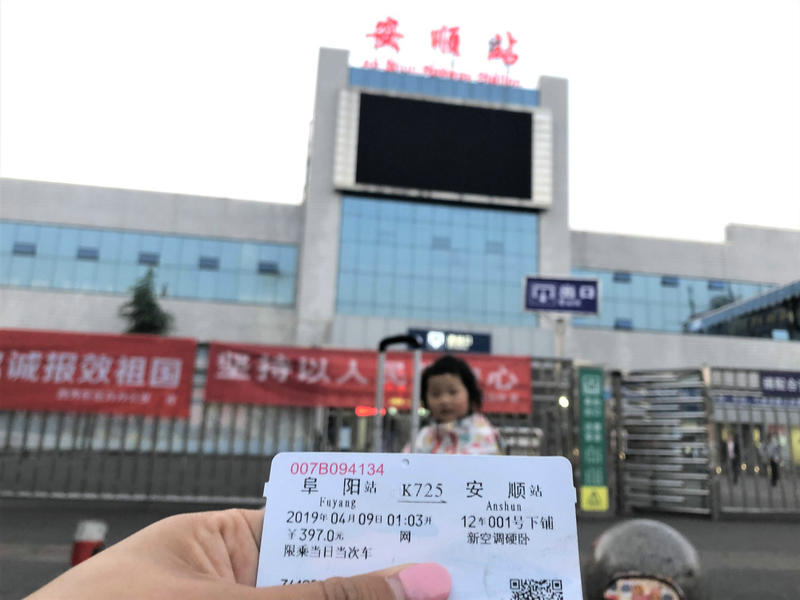 安顺站
忠诚报效祖国
坚持以人民 中心
出口
007B094134
阜阳站 K725 安顺站
Fuyang Anshun
2019年04月09日01:03开 12车001号下铺
¥397.0元 网 新空调硬卧
限乘当日当次车